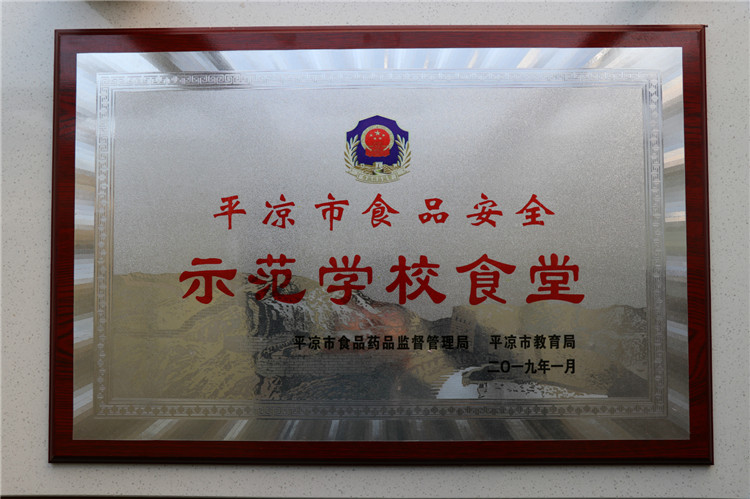 平凉市食品安全
示范学校食堂
平凉市食品药品监督管理局 平凉市教育局
二〇一九年一月